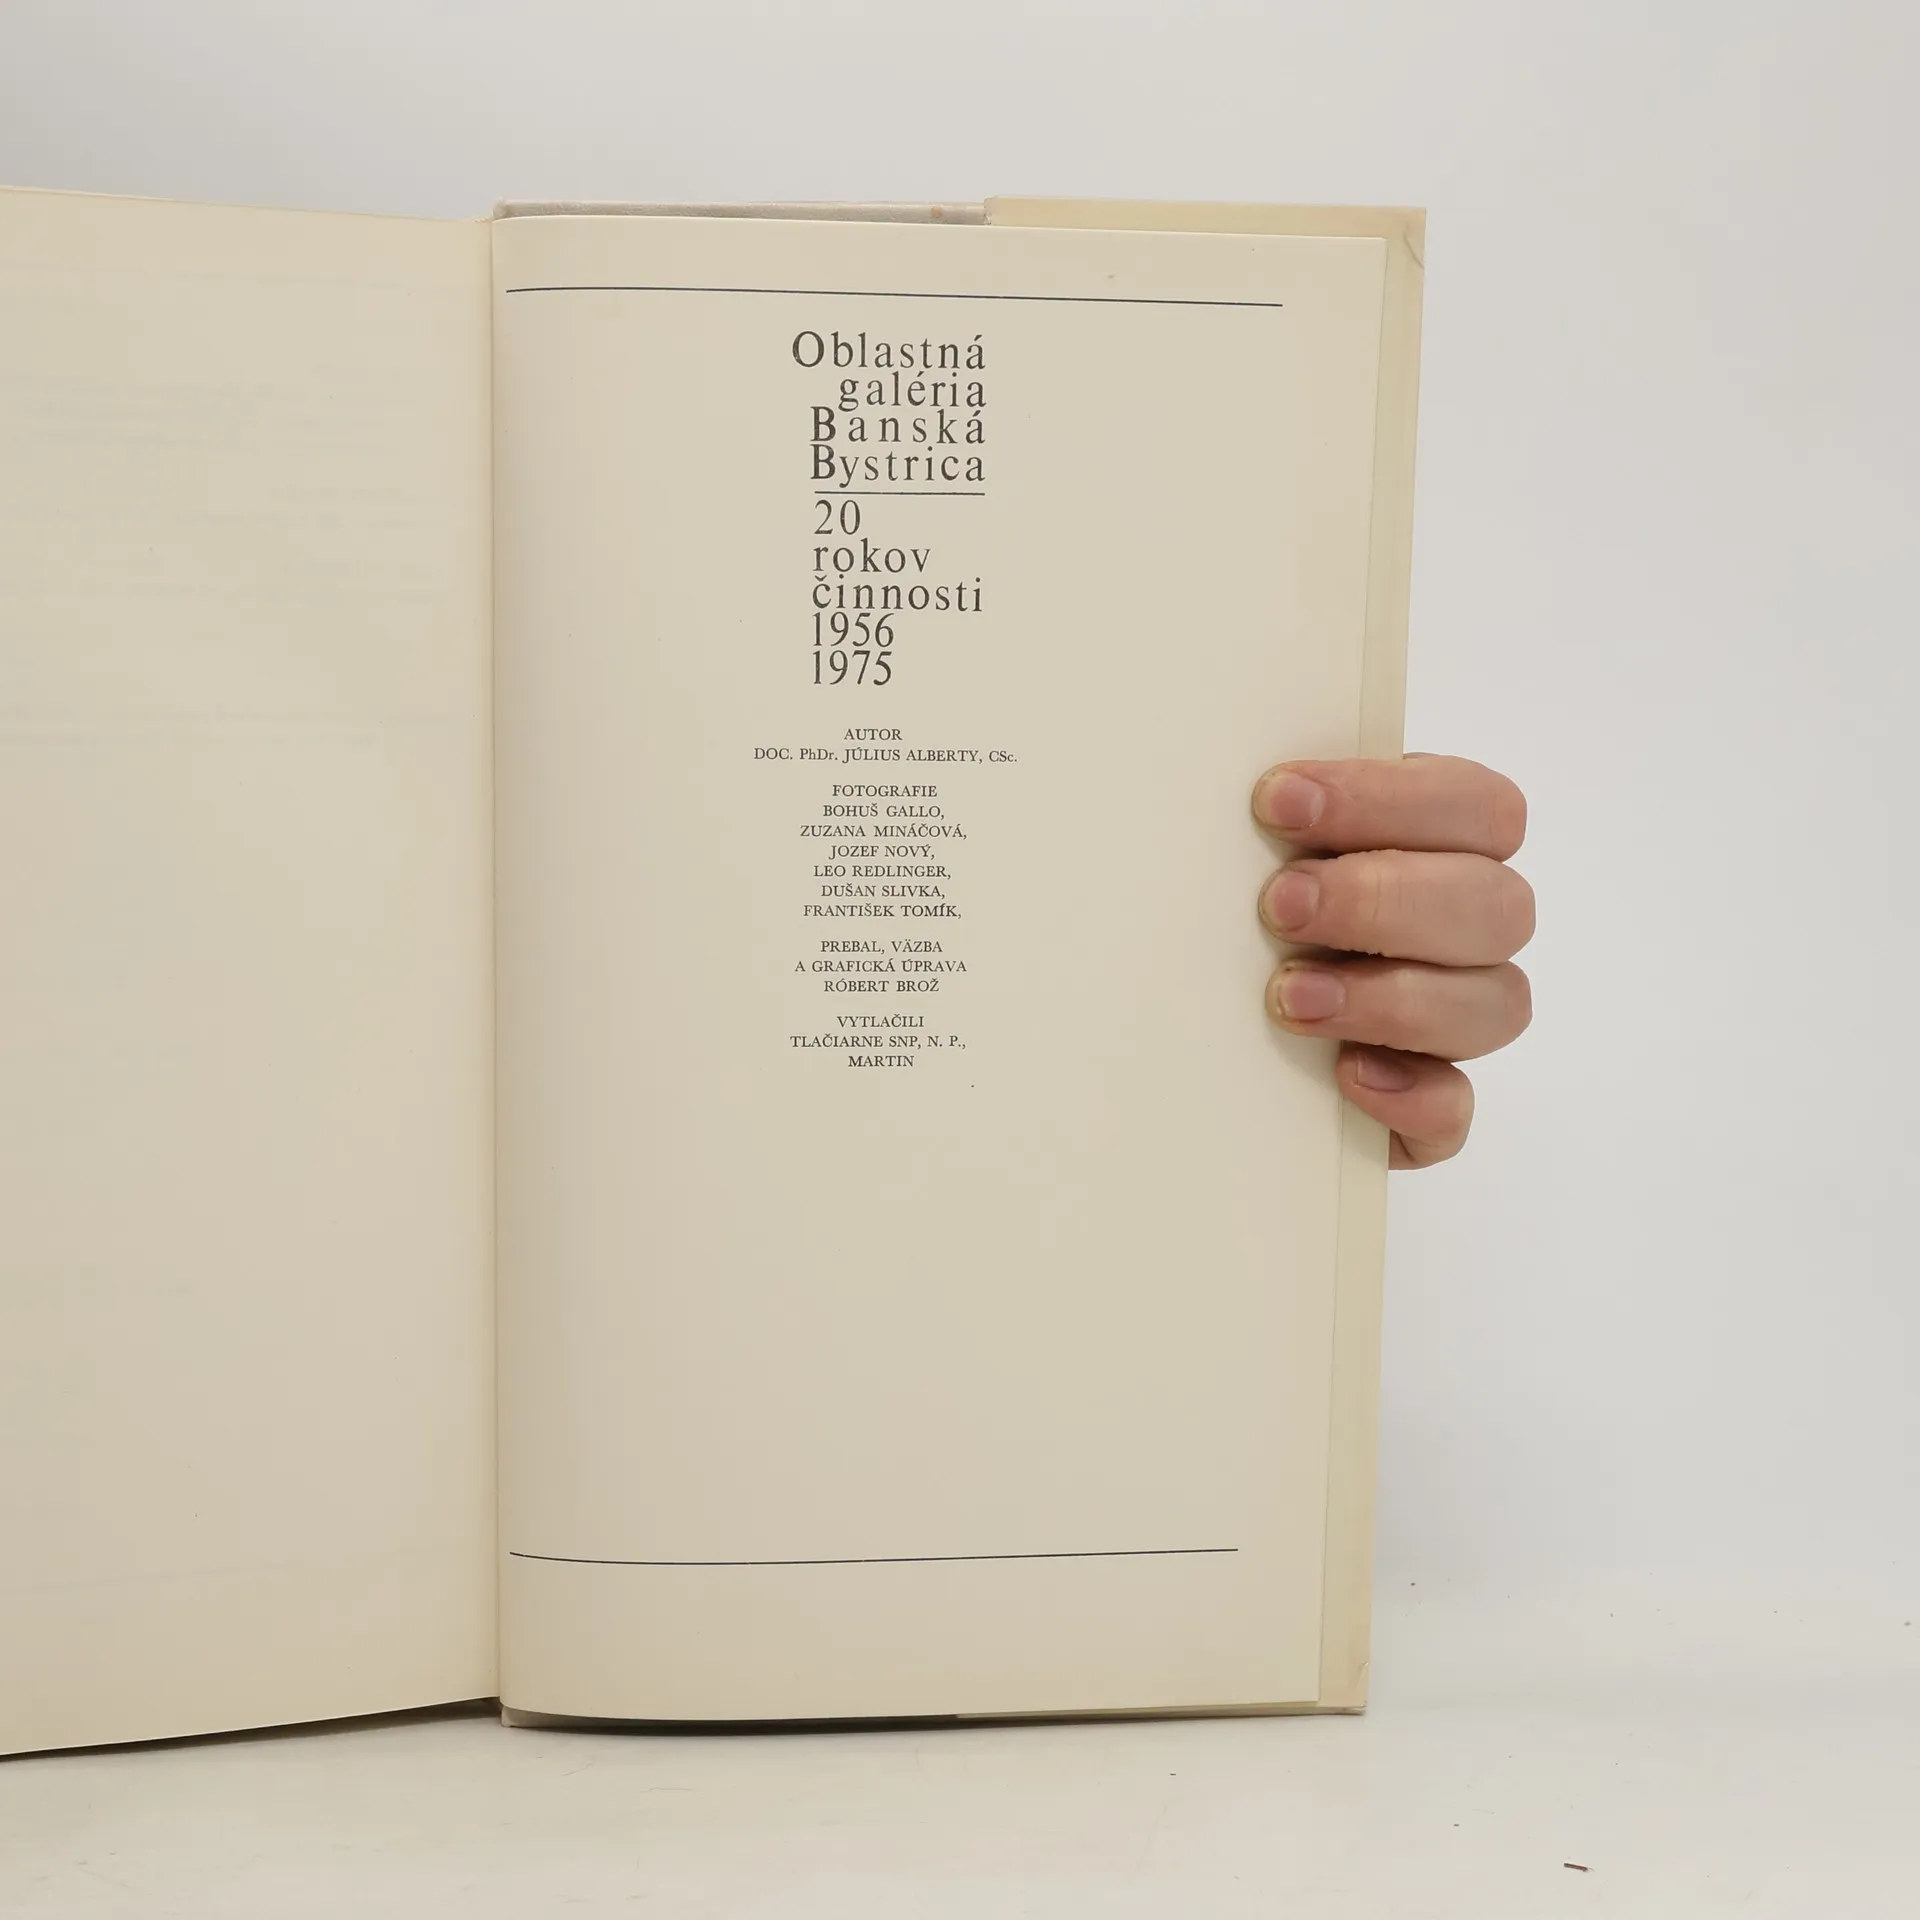 Oblastná
galéria
Banská
Bystrica
20
rokov
činnosti
1956
1975
AUTOR
DOC. PhDr. JÚLIUS ALBERTY, CSc.
FOTOGRAFIE
BOHUŠ GALLO,
ZUZANA MINÁČOVÁ,
JOZEF NOVÝ,
LEO REDLINGER,
DUŠAN SLIVKA,
FRANTIŠEK TOMÍK,
PREBAL, VÄZBA
A GRAFICKÁ ÚPRAVA
RÓBERT BROŽ
VYTLAČILI
TLAČIARNE SNP, N. P.,
MARTIN